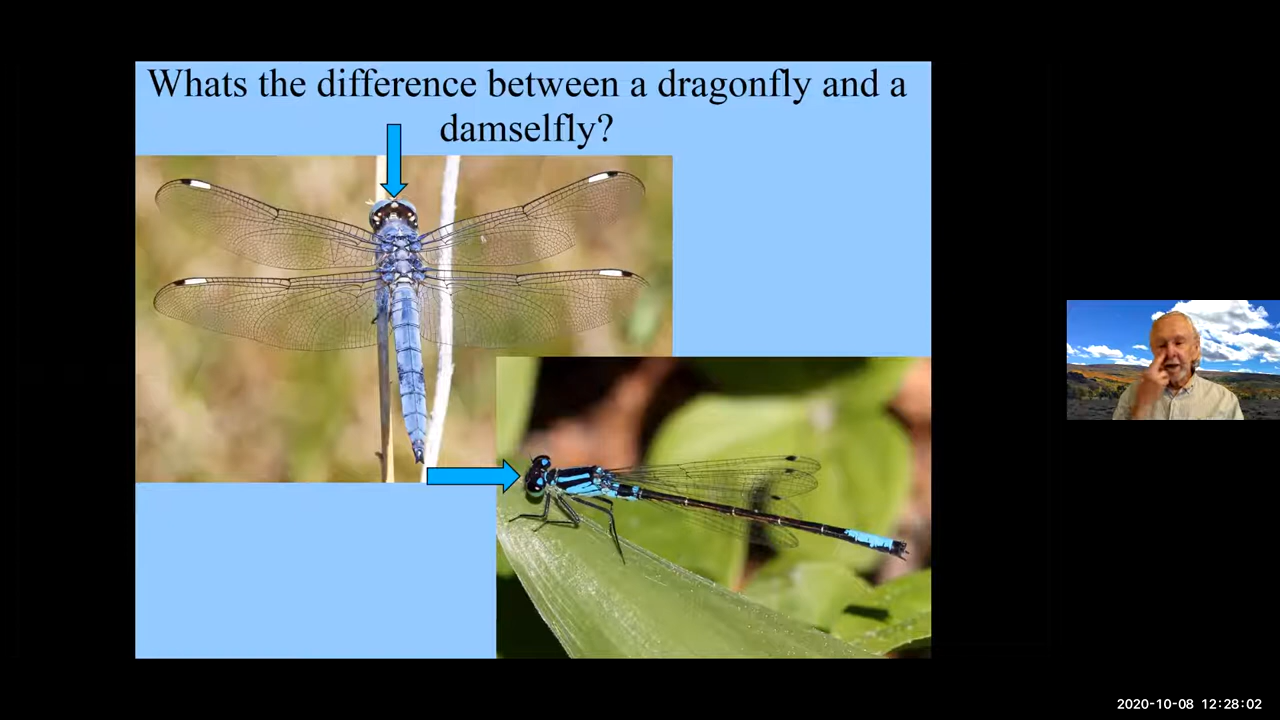 Whats the difference between a dragonfly and a
damselfly?
2020-10-08 12:28:02